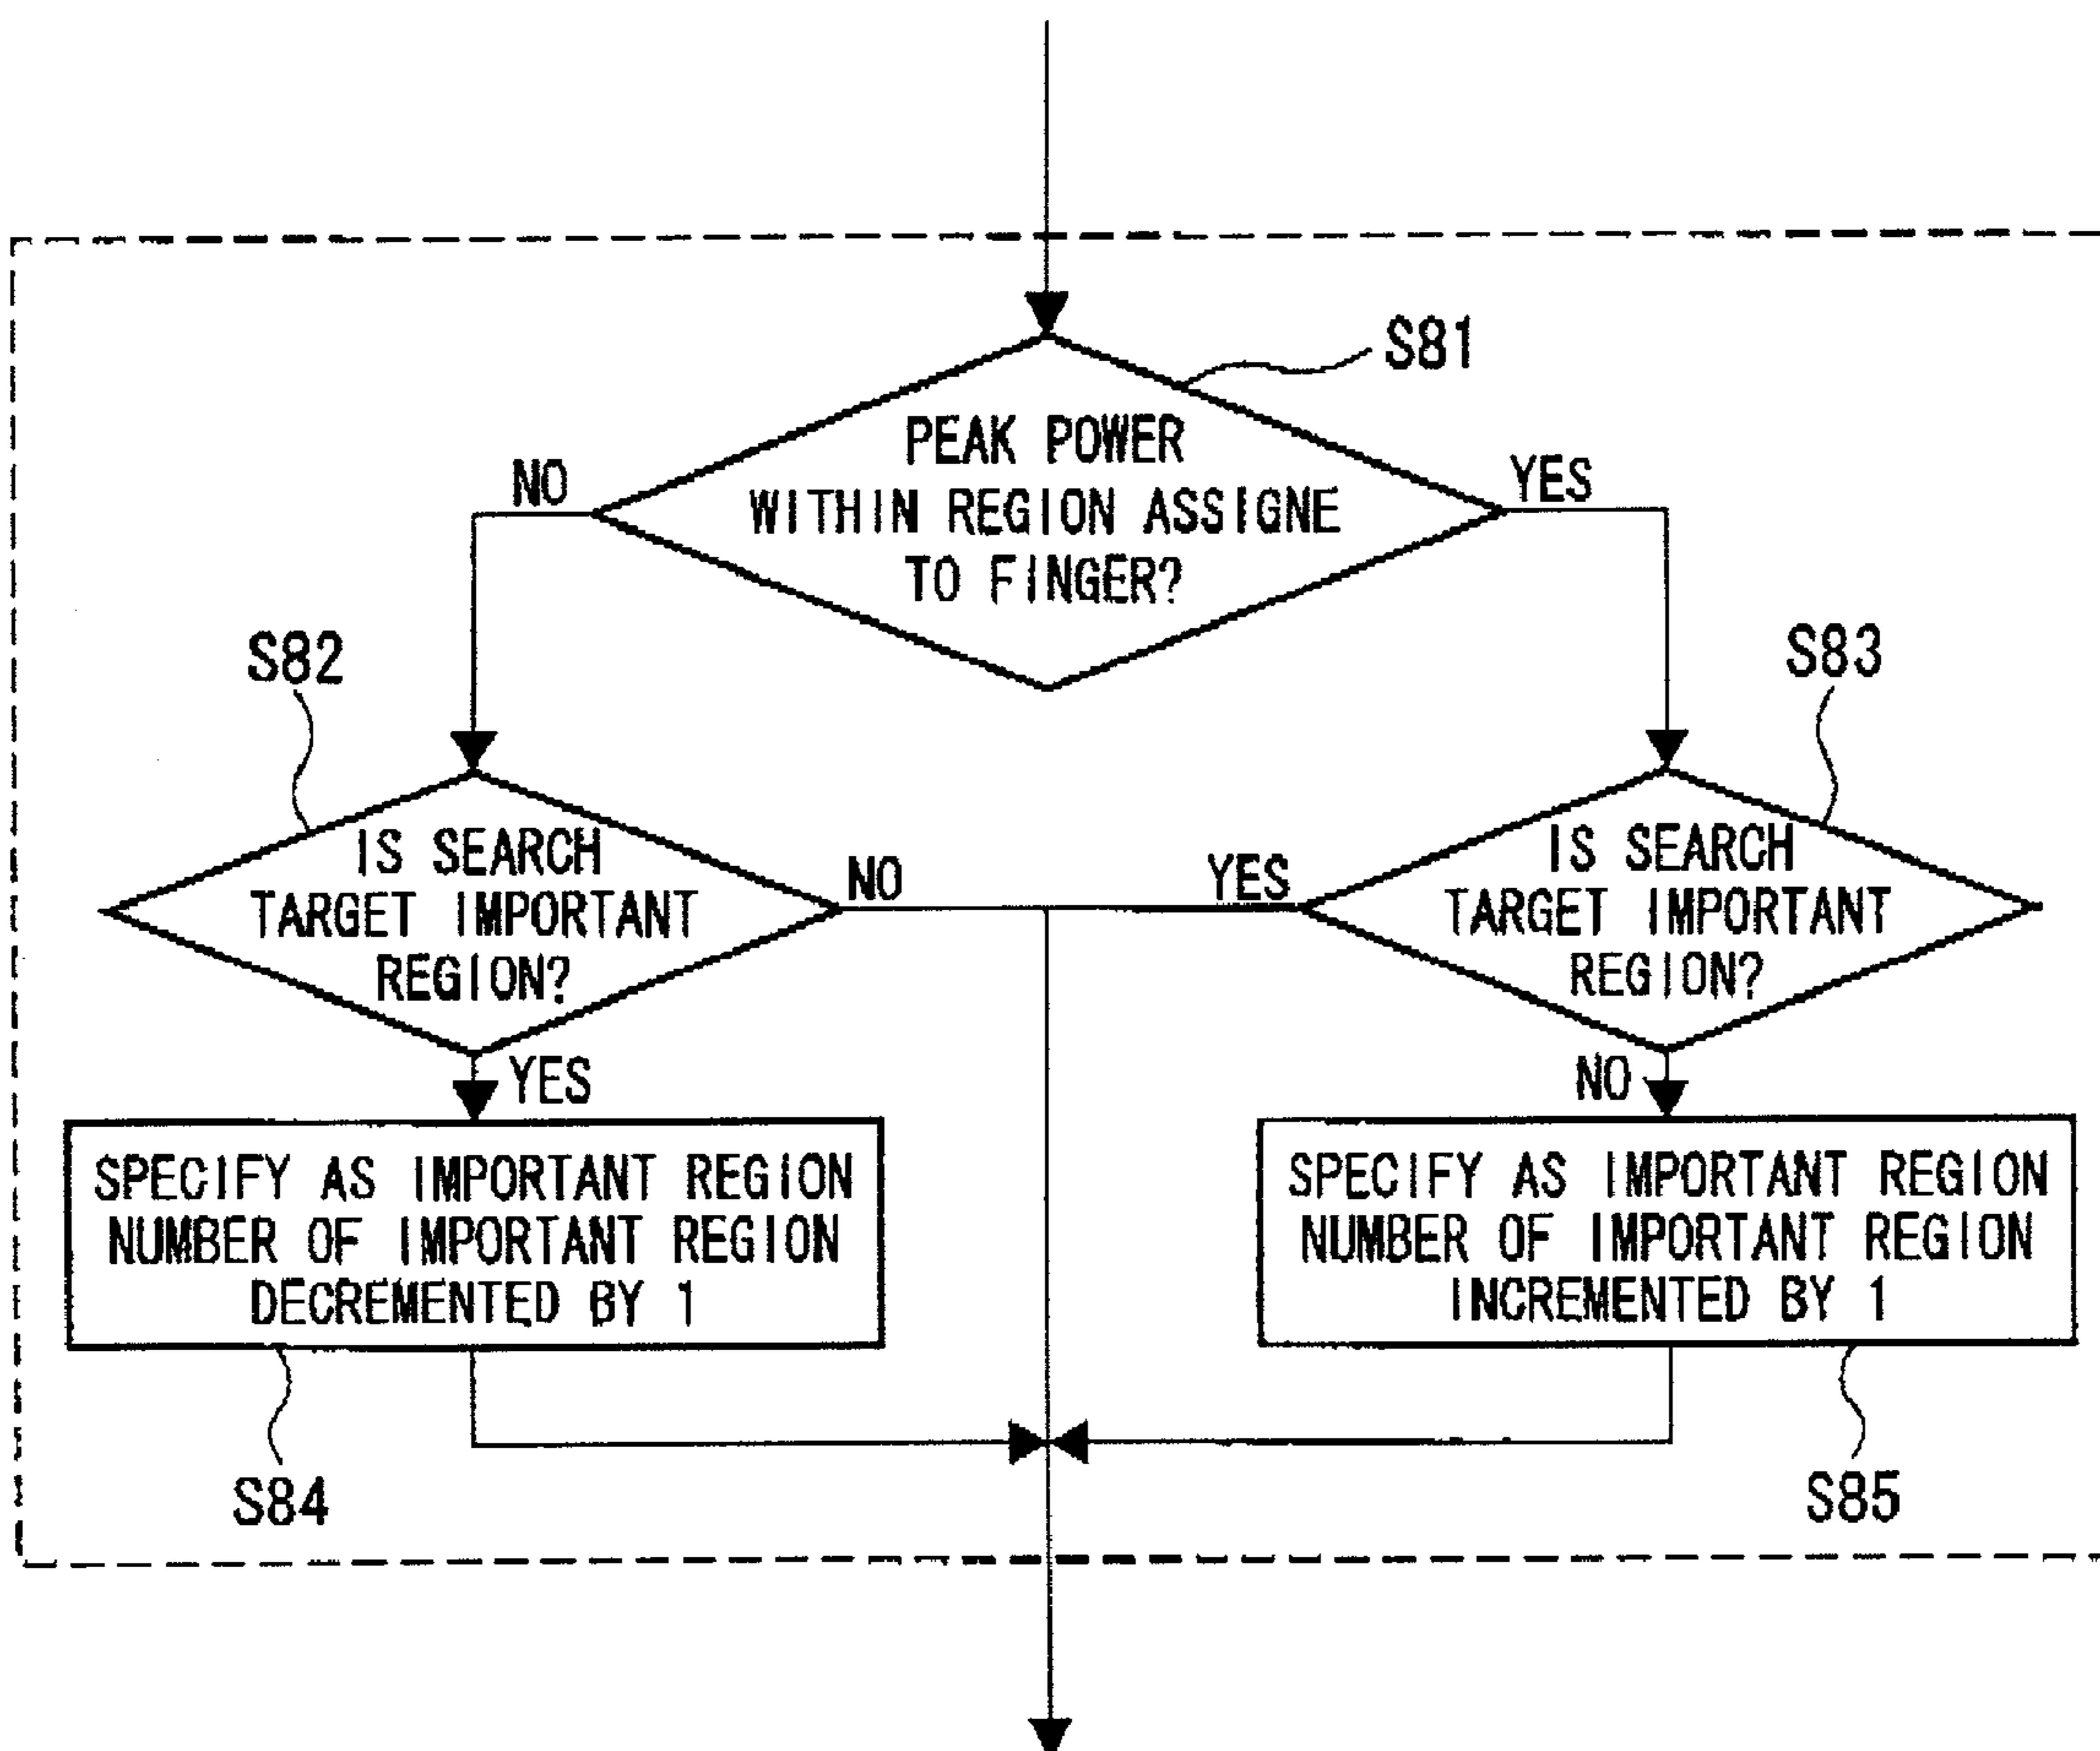 S81
PEAK POWER
WITHIN REGION ASSIGNE
TO FINGER?
NO
YES
S82
S83
IS SEARCH
TARGET IMPORTANT
REGION?
NO
YES
IS SEARCH
TARGET IMPORTANT
REGION?
YES
NO
SPECIFY AS IMPORTANT REGION
NUMBER OF IMPORTANT REGION
DECREMENTED BY 1
SPECIFY AS IMPORTANT REGION
NUMBER OF IMPORTANT REGION
INCREMENTED BY 1
S84
S85